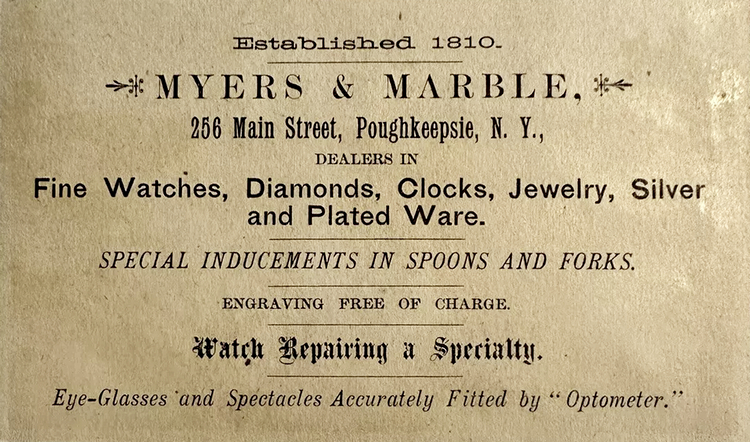 Established 1810.
MYERS & MARBLE,
256 Main Street, Poughkeepsie, N. Y.,
DEALERS IN
Fine Watches, Diamonds, Clocks, Jewelry, Silver
and Plated Ware.
SPECIAL INDUCEMENTS IN SPOONS AND FORKS.
ENGRAVING FREE OF CHARGE.
Watch Repairing a Specialty.
Eye-Glasses and Spectacles Accurately Fitted by “Optometer.”